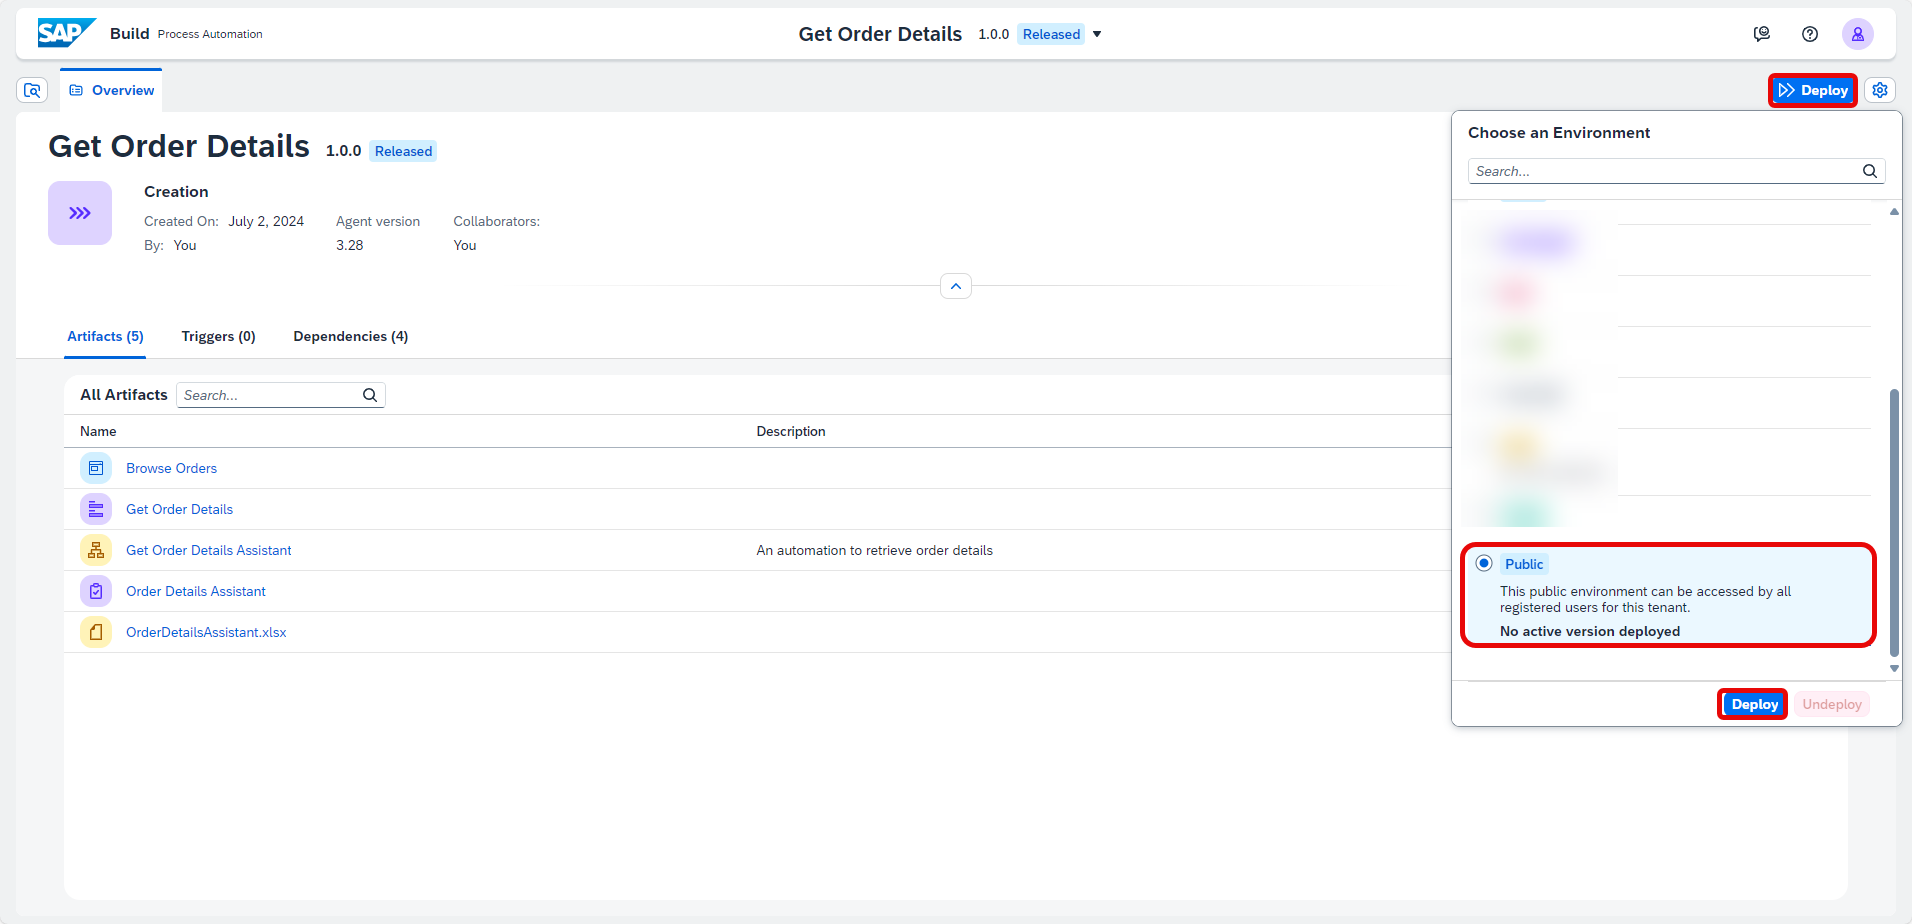 SAP Build Process Automation
Get Order Details 1.0.0 Released
Overview
Deploy
Get Order Details 1.0.0 Released
Creation
Created On: July 2, 2024 Agent version Collaborators:
By: You 3.28 You
Artifacts (5) Triggers (0) Dependencies (4)
All Artifacts Search...
Name Description
Browse Orders
Get Order Details
Get Order Details Assistant An automation to retrieve order details
Order Details Assistant
OrderDetailsAssistant.xlsx
Choose an Environment
Search...
Public
This public environment can be accessed by all
registered users for this tenant.
No active version deployed
Deploy Undeploy